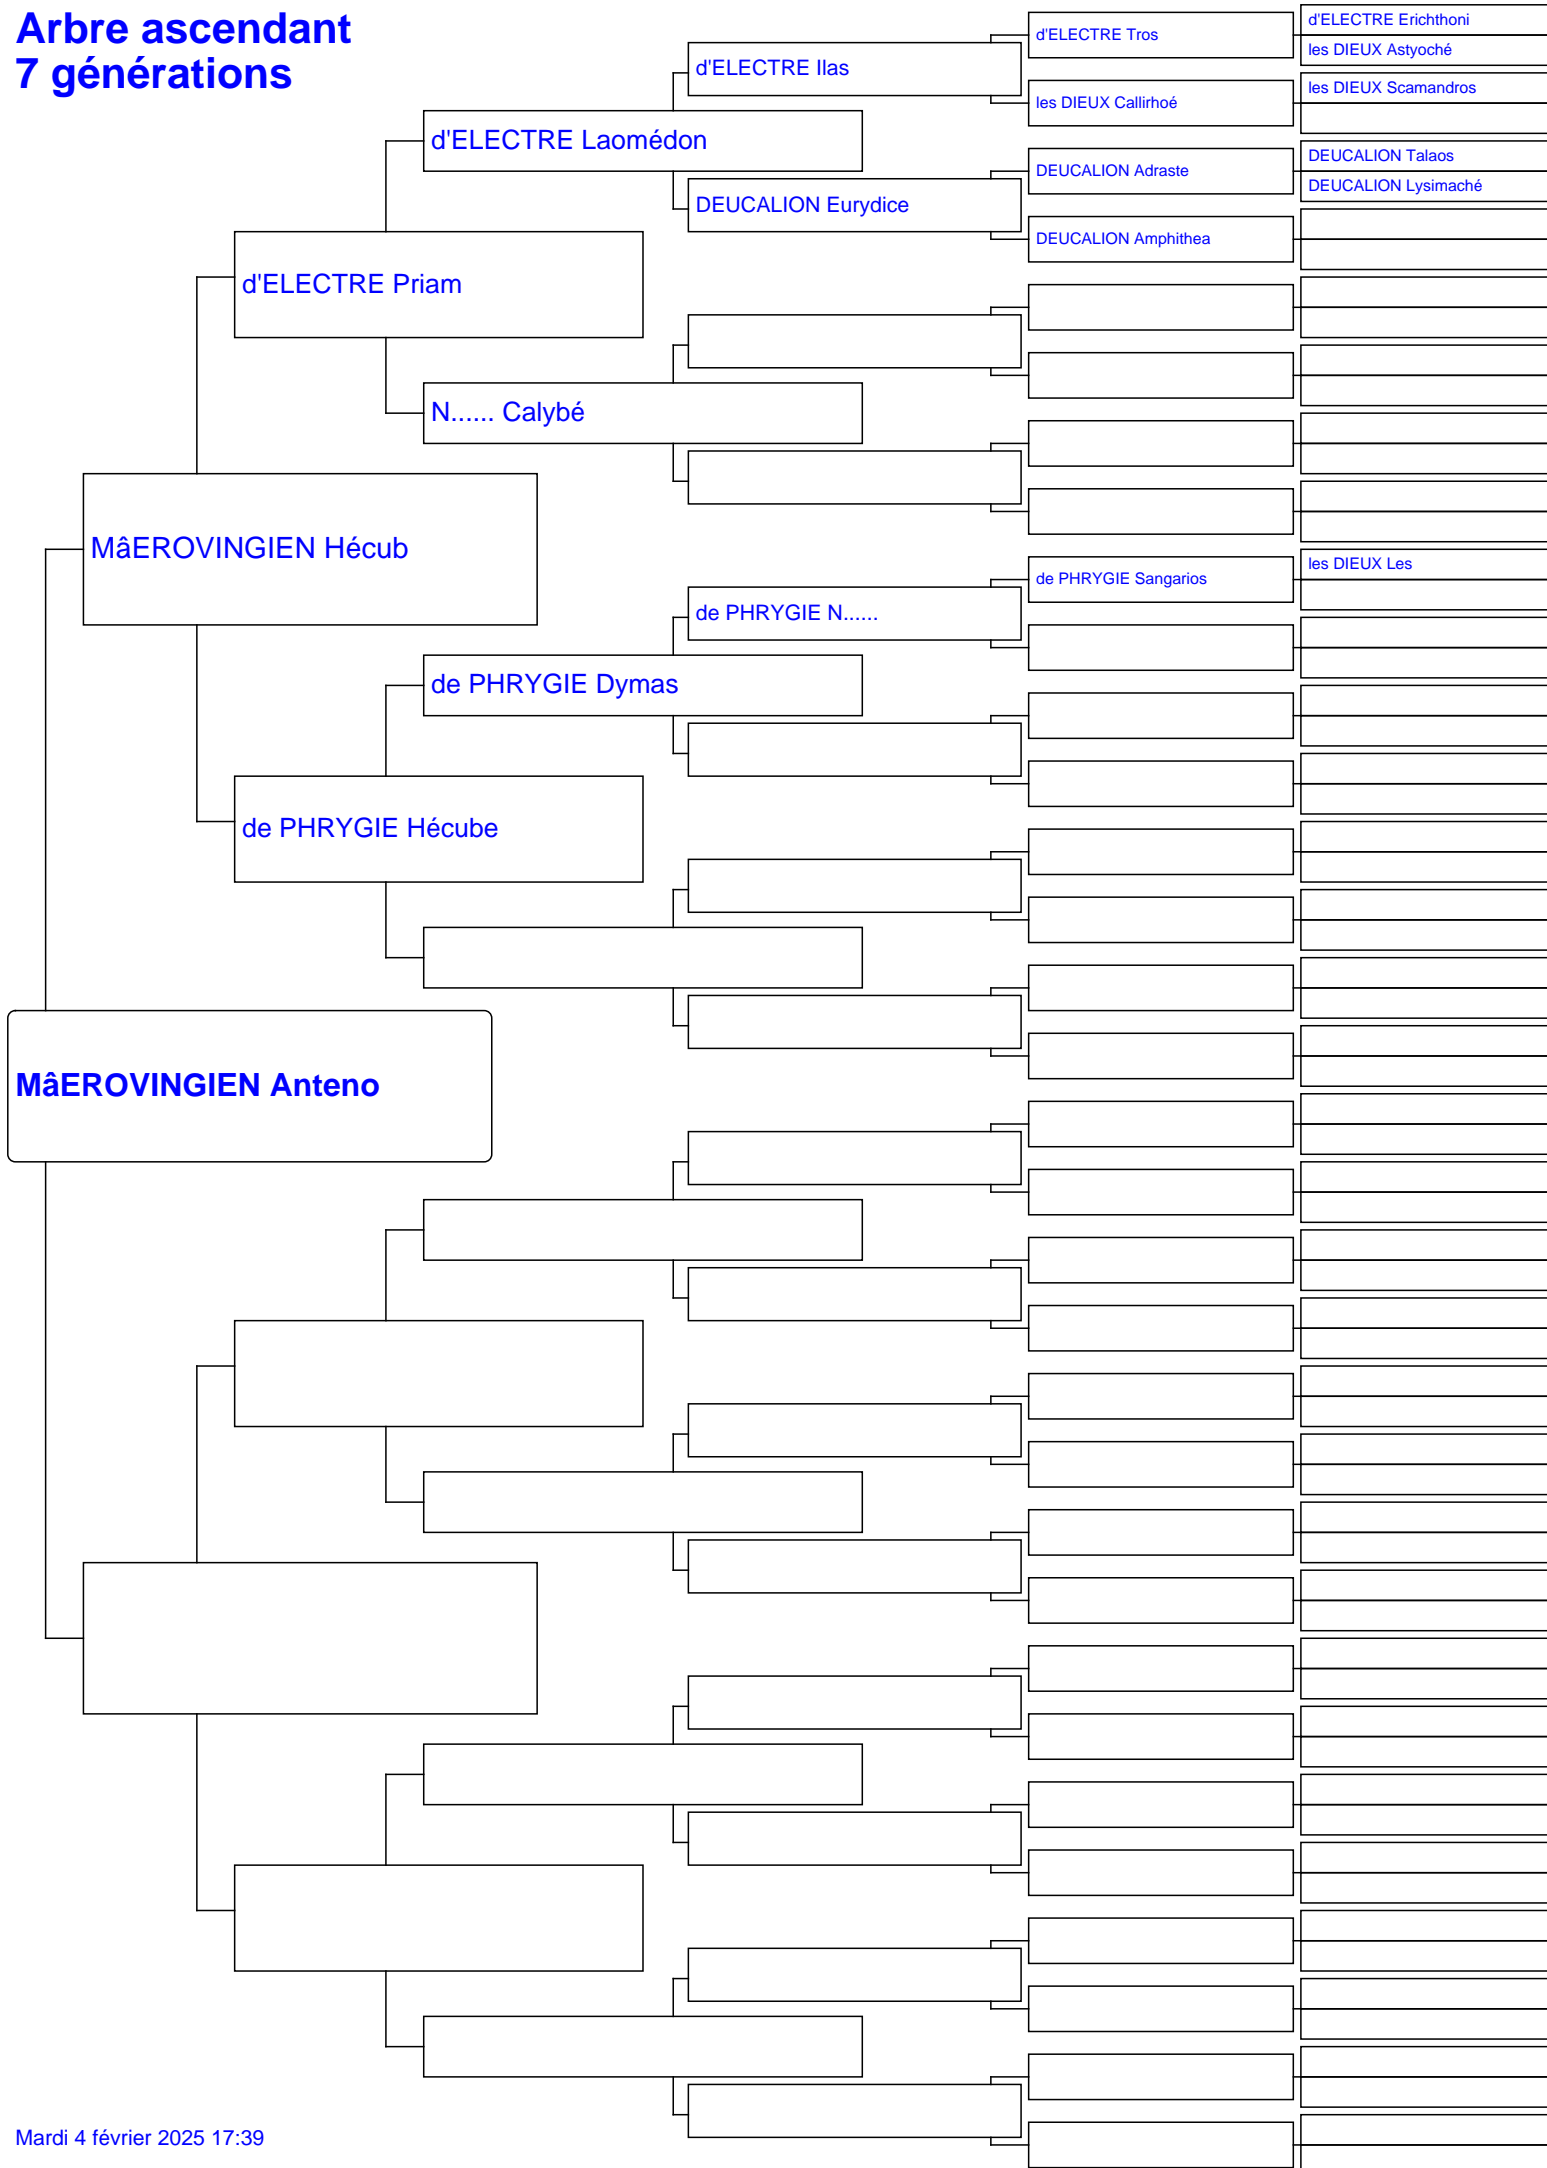 Arbre ascendant
7 générations
d'ELECTRE Erichthoni
d'ELECTRE Tros
les DIEUX Astyoché
d'ELECTRE Ilas
les DIEUX Scamandros
les DIEUX Callirhoé
d'ELECTRE Laomédon
DEUCALION Talaos
DEUCALION Adraste
DEUCALION Lysimaché
DEUCALION Eurydice
DEUCALION Amphithea
d'ELECTRE Priam
N...... Calybé
MâEROVINGIEN Hécub
les DIEUX Les
de PHRYGIE Sangarios
de PHRYGIE N......
de PHRYGIE Dymas
de PHRYGIE Hécube
MâEROVINGIEN Anteno
Mardi 4 février 2025 17:39